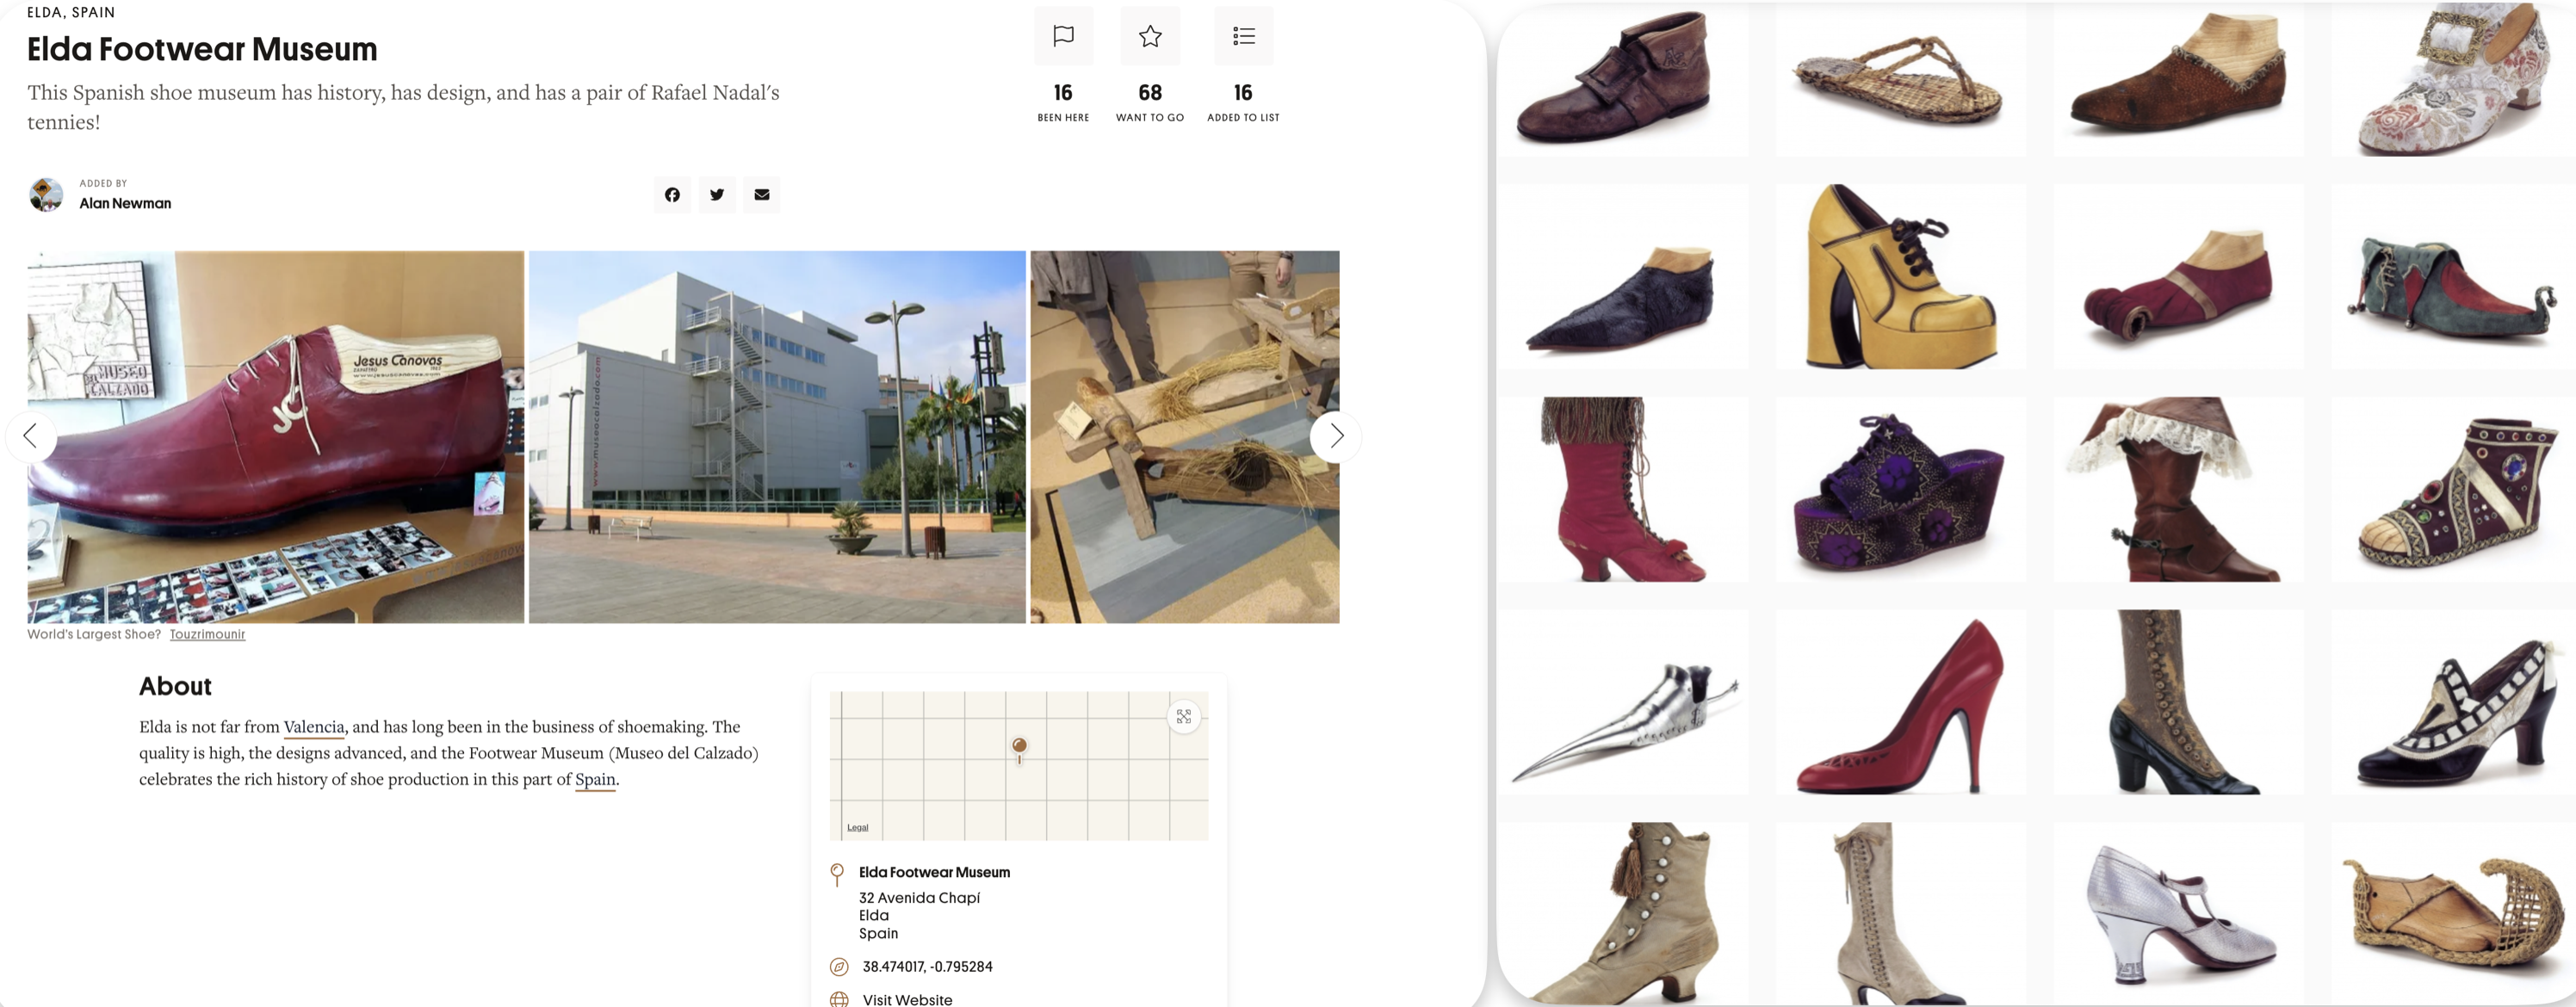 ELDA, SPAIN
Elda Footwear Museum
This Spanish shoe museum has history, has design, and has a pair of Rafael Nadal's
tennies!
16
BEEN HERE
68
WANT TO GO
16
ADDED TO LIST
ADDED BY
Alan Newman
MUSEO
DEL
CALZADO
Jesus Canovas
JC
www.museocalzado.com
World's Largest Shoe? Touzrimounir
About
Elda is not far from Valencia, and has long been in the business of shoemaking. The
quality is high, the designs advanced, and the Footwear Museum (Museo del Calzado)
celebrates the rich history of shoe production in this part of Spain.
Legal
Elda Footwear Museum
32 Avenida Chapí
Elda
Spain
38.474017, -0.795284
Visit Website